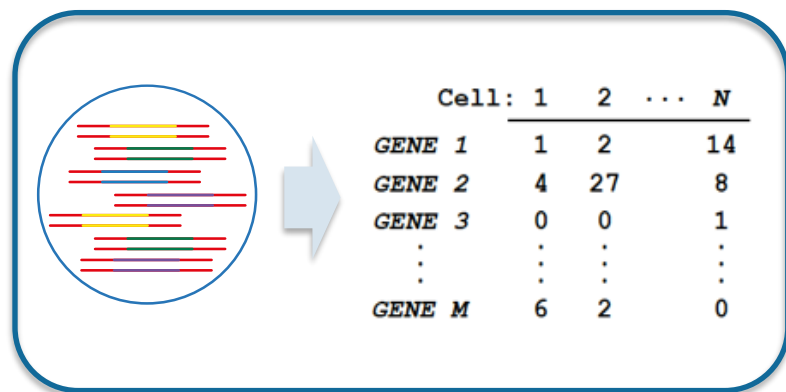 Cell: 1 2 ··· N
GENE 1 1 2 14
GENE 2 4 27 8
GENE 3 0 0 1
. . . .
. . . .
. . . .
GENE M 6 2 0